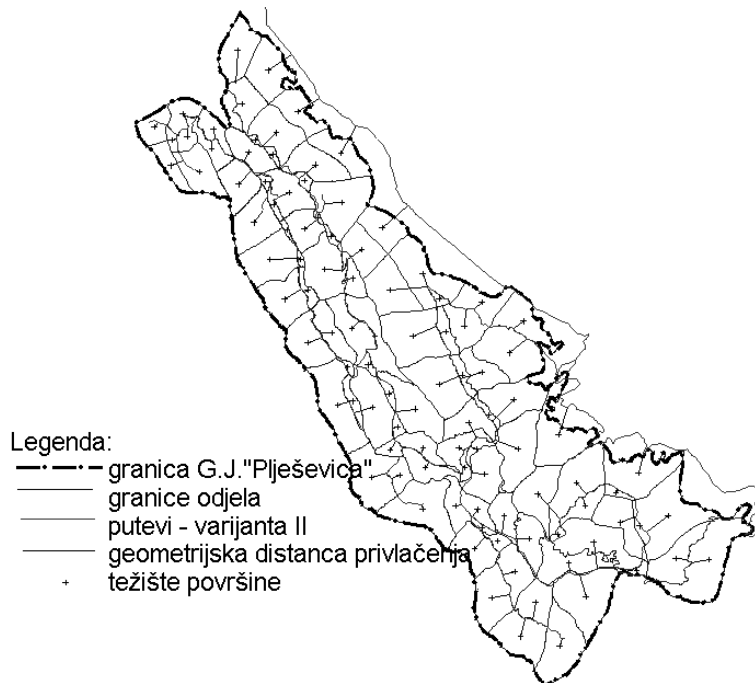 Legenda:
granica G.J."Plješevica"
granice odjela
putevi - varijanta II
geometrijska distanca privlačenja
težište površine